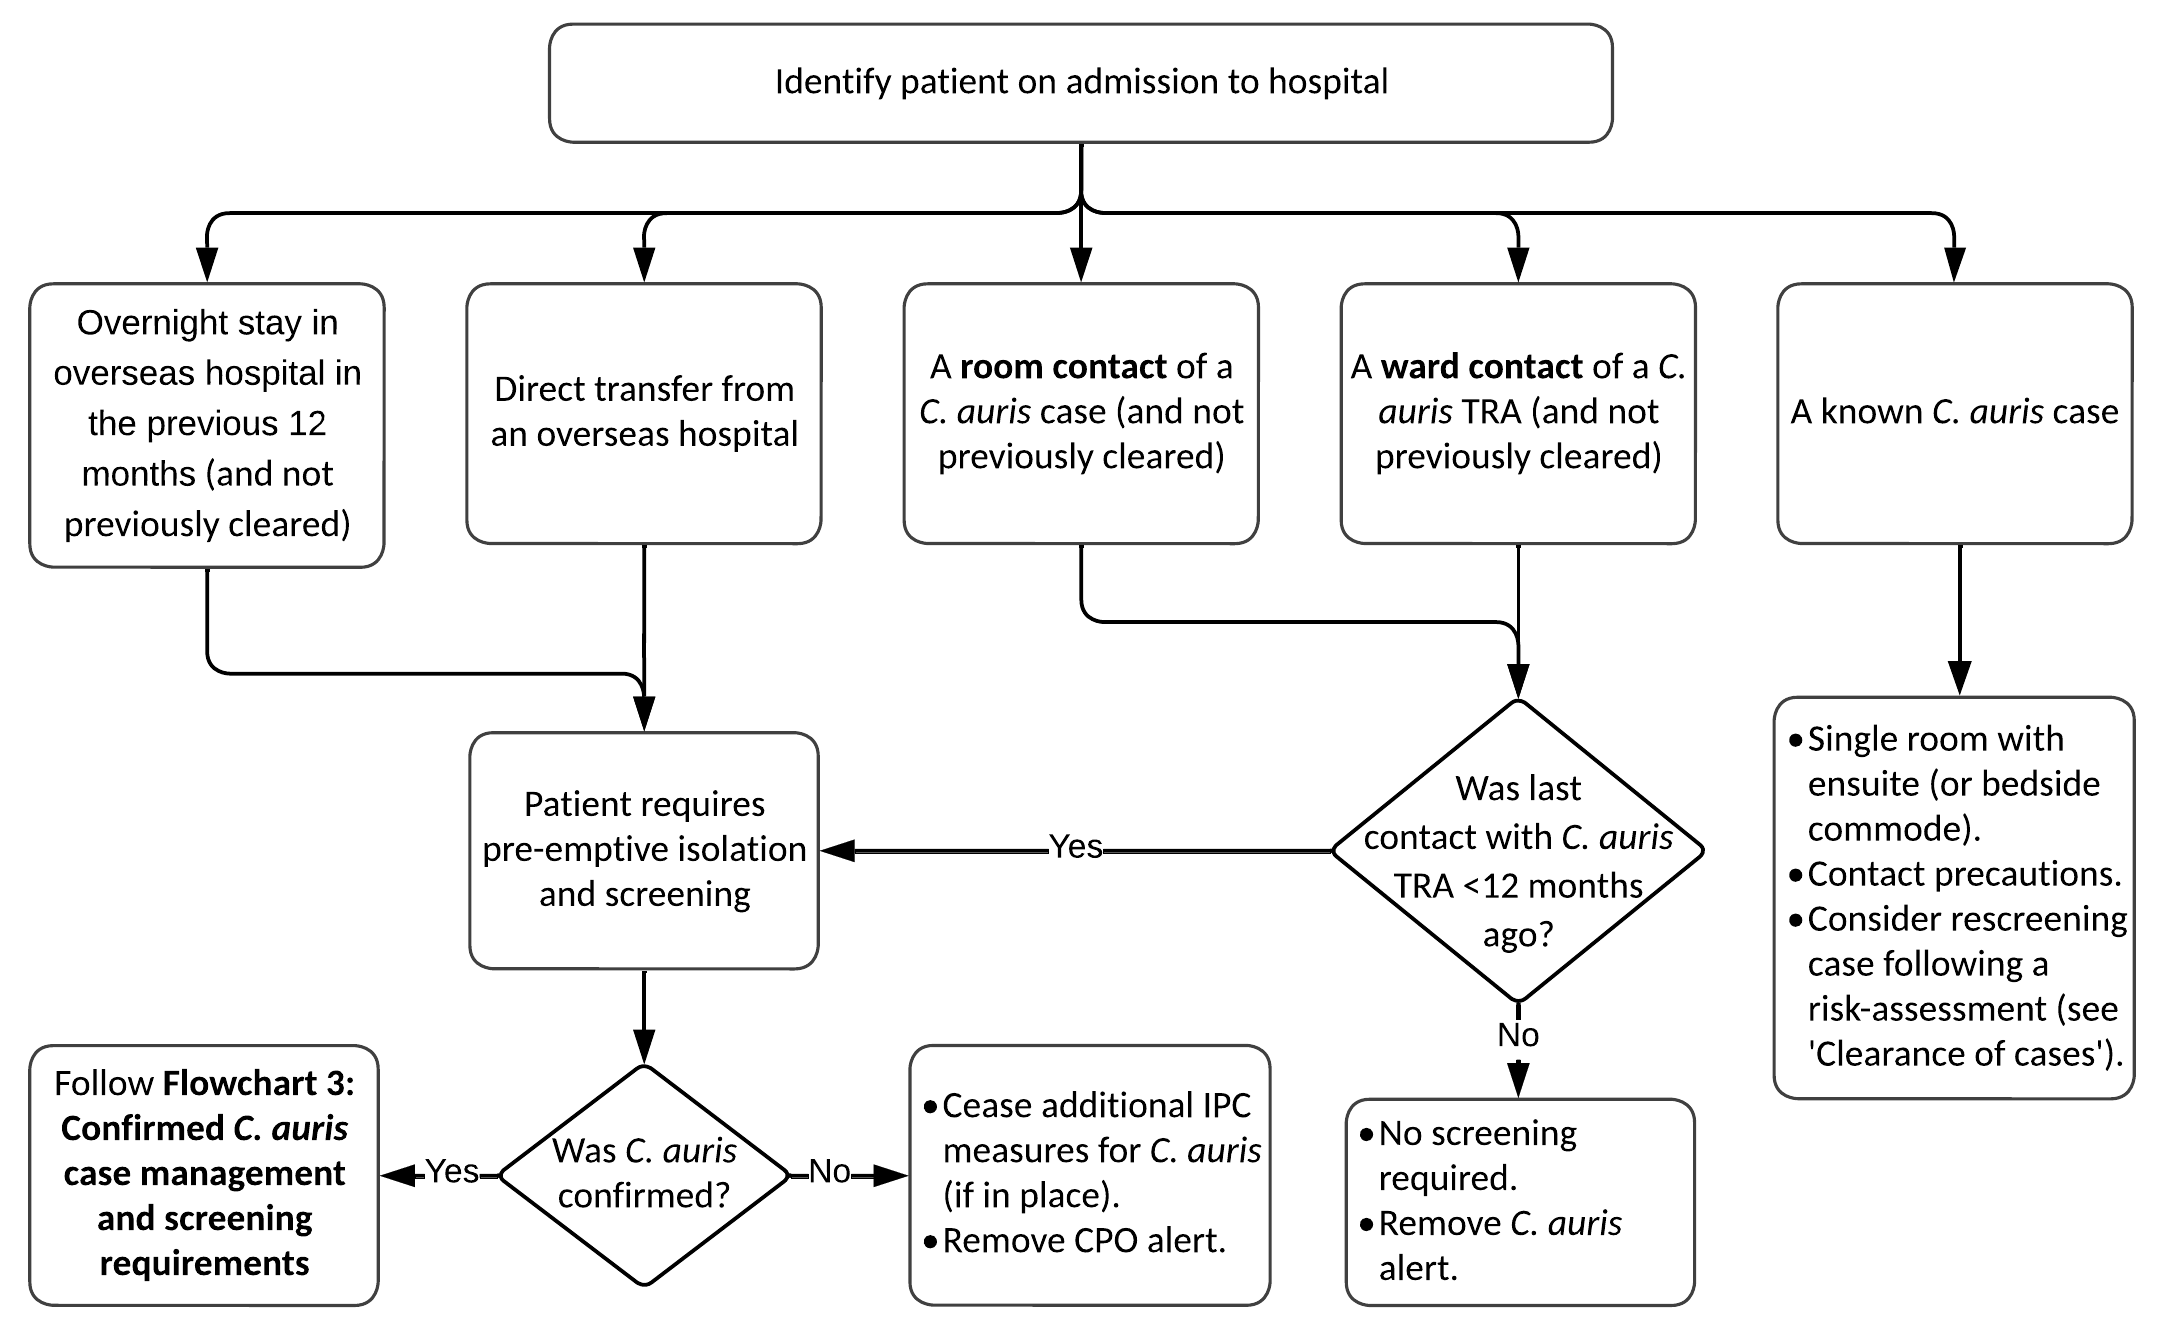 Identify patient on admission to hospital
Overnight stay in
overseas hospital in
the previous 12
months (and not
previously cleared)
Direct transfer from
an overseas hospital
A room contact of a
C. auris case (and not
previously cleared)
A ward contact of a C.
auris TRA (and not
previously cleared)
A known C. auris case
Patient requires
pre-emptive isolation
and screening
Yes
Was last
contact with C. auris
TRA <12 months
ago?
• Single room with
ensuite (or bedside
commode).
• Contact precautions.
• Consider rescreening
case following a
risk-assessment (see
'Clearance of cases').
No
Follow Flowchart 3:
Confirmed C. auris
case management
and screening
requirements
Yes
Was C. auris
confirmed?
No
• Cease additional IPC
measures for C. auris
(if in place).
• Remove CPO alert.
• No screening
required.
• Remove C. auris
alert.